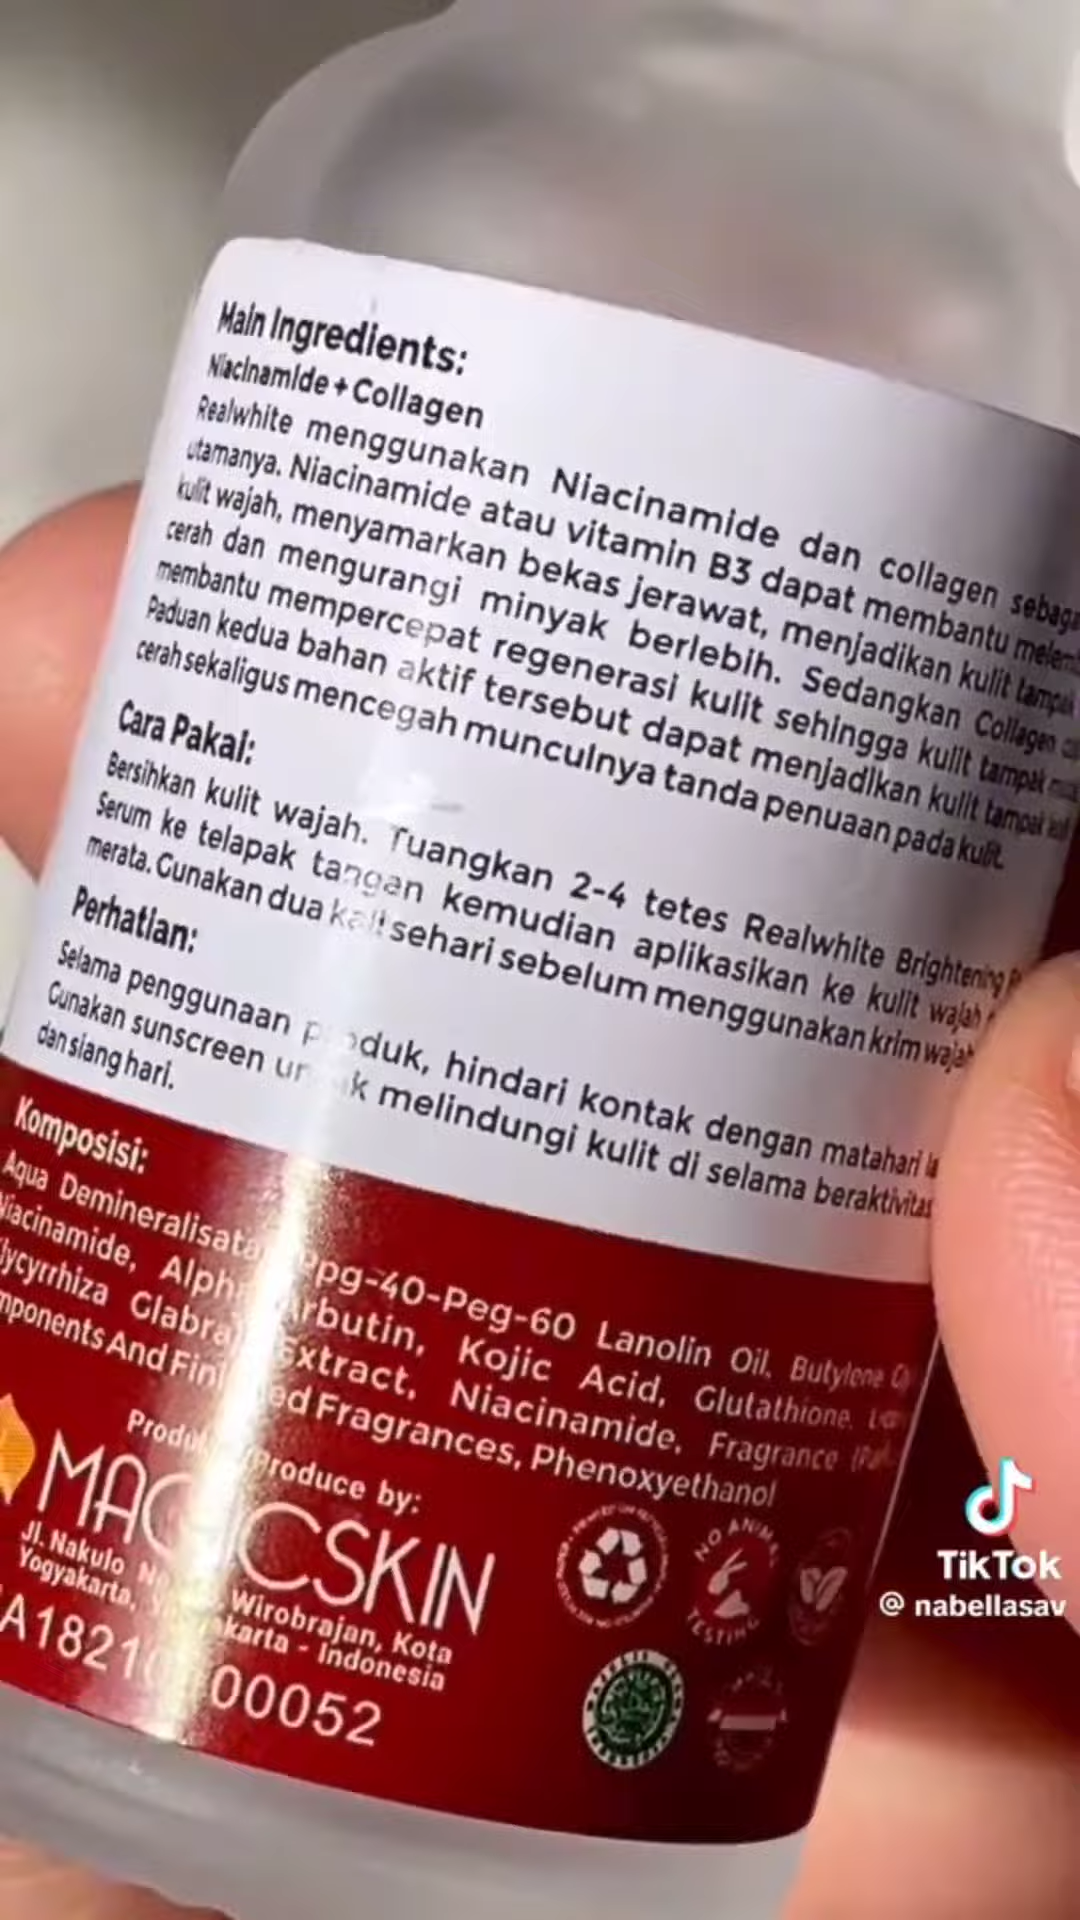 Main Ingredients:
Niacinamide + Collagen
Realwhite menggunakan Niacinamide dan collagen
utamanya. Niacinamide atau vitamin B3 dapat membantu
kulit wajah, menyamarkan bekas jerawat, menjadikan kulit tampak
cerah dan mengurangi minyak berlebih. Sedangkan Collagen
membantu mempercepat regenerasi kulit sehingga kulit tampak
Paduan kedua bahan aktif tersebut dapat menjadikan kulit tampak
cerah sekaligus mencegah munculnya tanda penuaan pada kulit.
Cara Pakai:
Bersihkan kulit wajah. Tuangkan 2-4 tetes Realwhite Brightening
Serum ke telapak tangan kemudian aplikasikan ke kulit wajah
merata. Gunakan dua kali sehari sebelum menggunakan krim wajah
Perhatian:
Selama penggunaan produk, hindari kontak dengan matahari
Gunakan sunscreen untuk melindungi kulit di selama beraktivitas
dan siang hari.
Komposisi:
Aqua Demineralisata, Ppg-40-Peg-60 Lanolin Oil, Butylene
Niacinamide, Alpha Arbutin, Kojic Acid, Glutathione,
Glabra Extract, Niacinamide, Fragrance
And Finished Fragrances, Phenoxyethanol
Produce by:
MAGICSKIN
Jl. Nakulo Wirobrajan, Kota
Yogyakarta, - Indonesia
00052
NO ANIMAL TESTING
TikTok
@ nabellasav